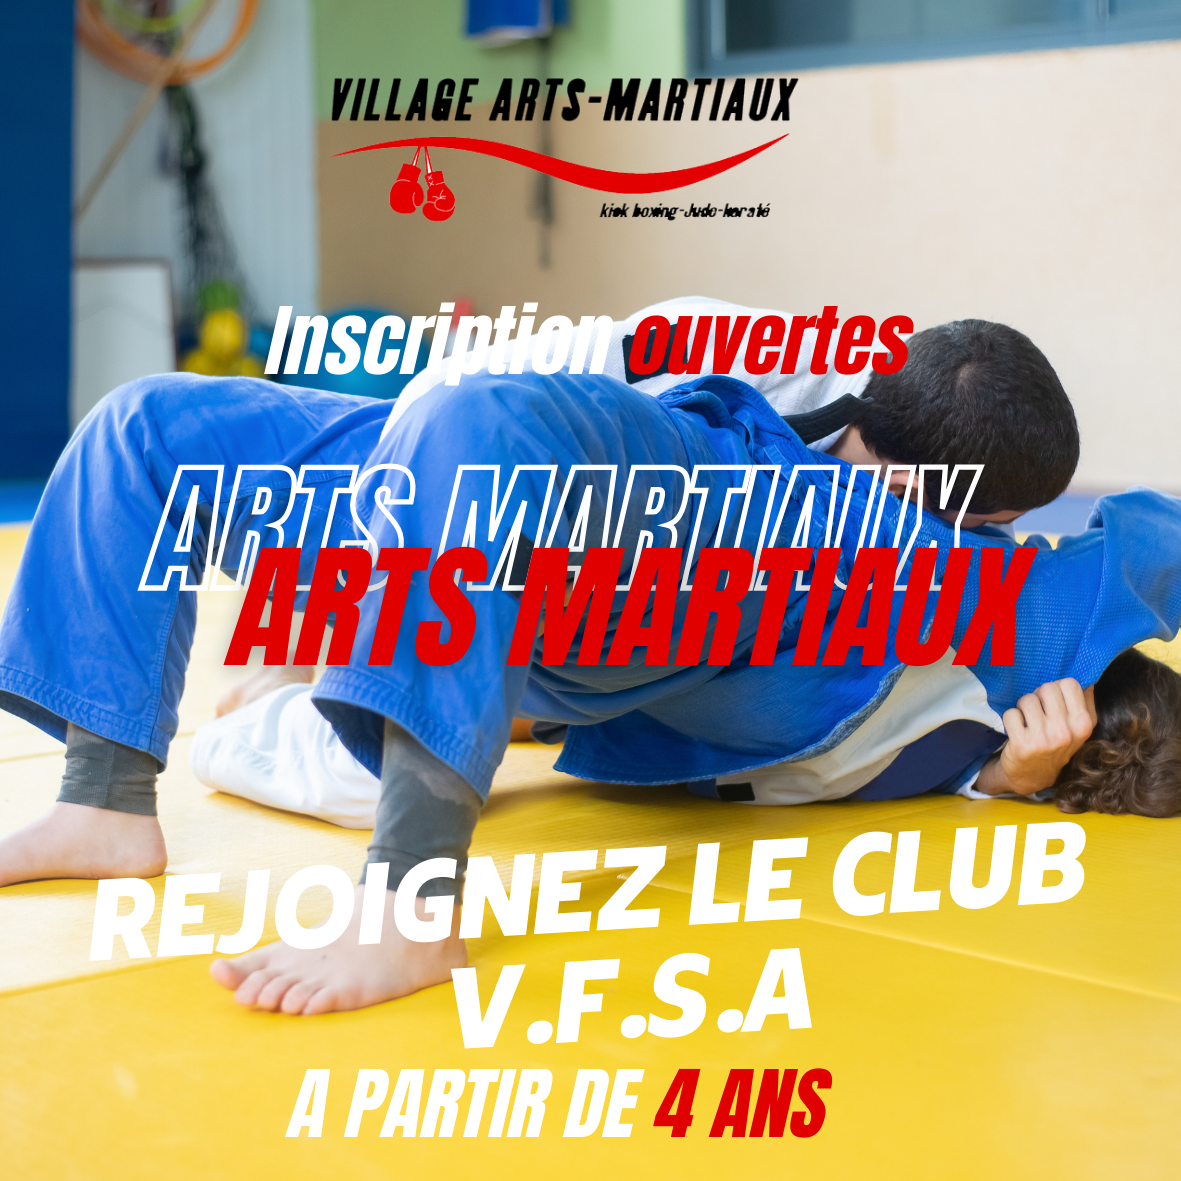 VILLAGE ARTS-MARTIAUX
kick boxing-Judo-karaté
Inscription ouvertes
ARTS MARTIAUX
ARTS MARTIAUX
REJOIGNEZ LE CLUB
V.F.S.A
A PARTIR DE 4 ANS